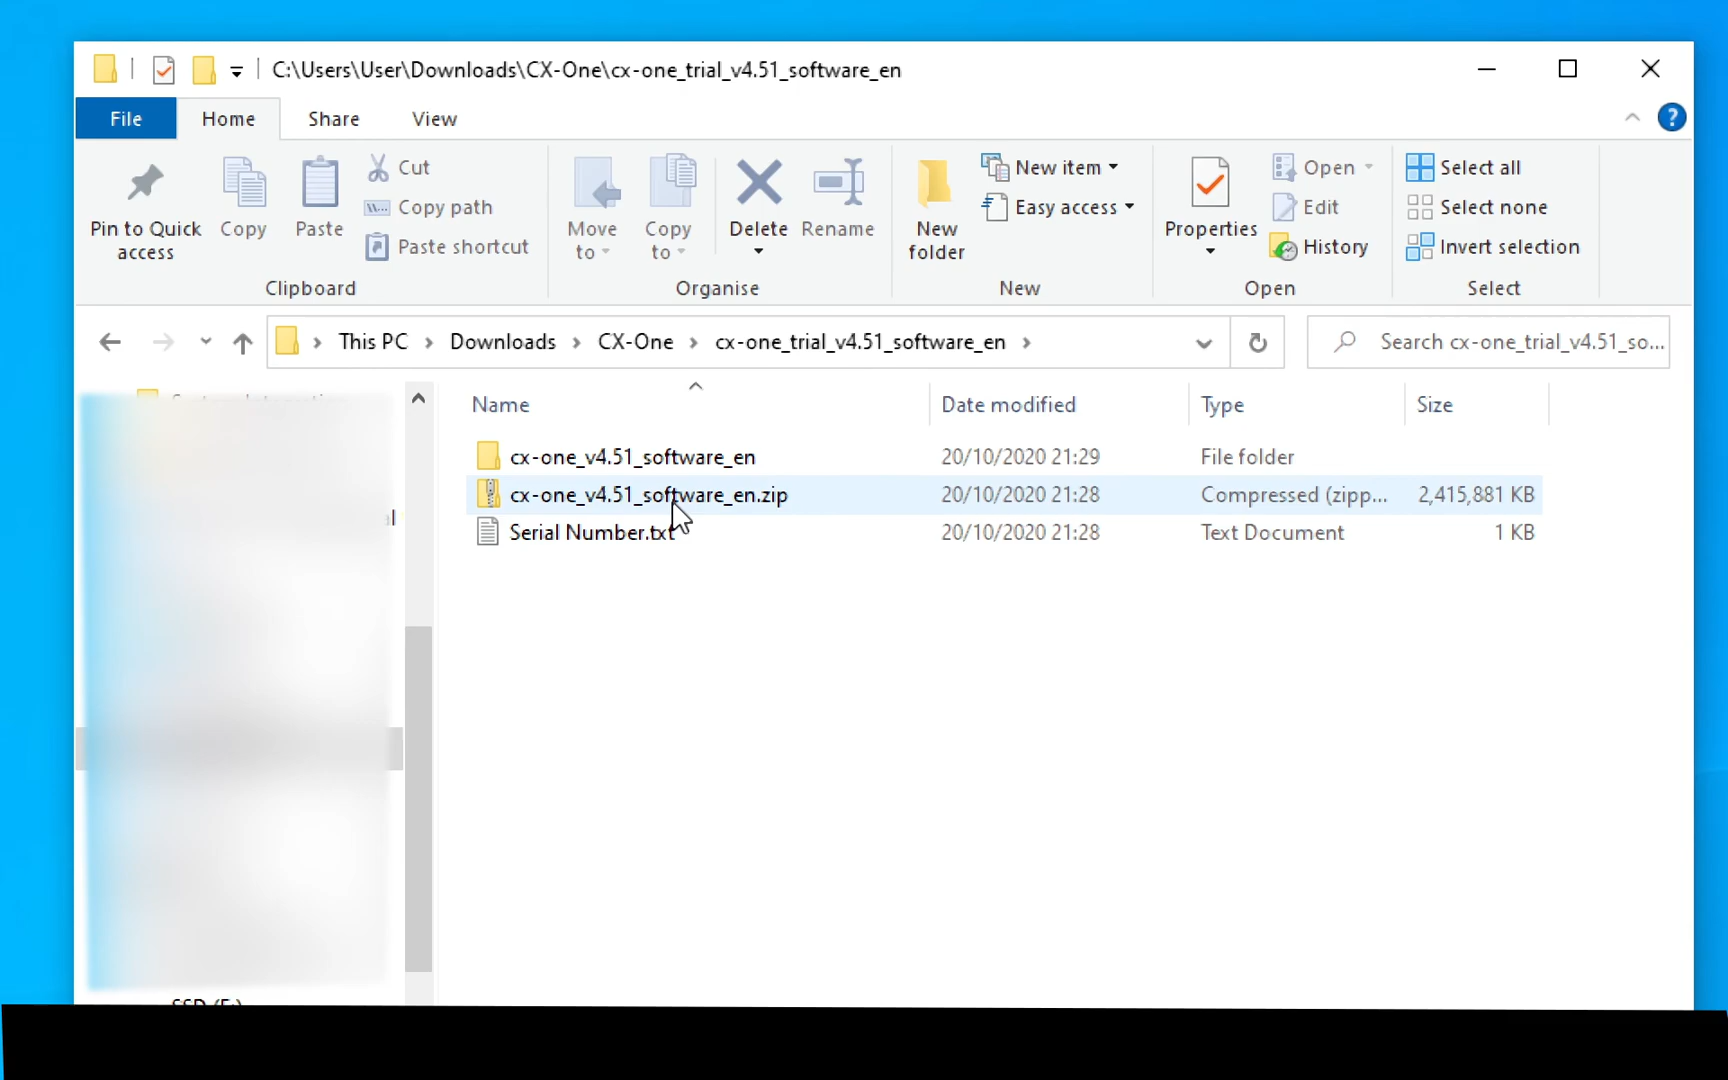 C:\Users\User\Downloads\CX-One\cx-one_trial_v4.51_software_en
File Home Share View
Pin to Quick access
Copy
Paste
Cut
Copy path
Paste shortcut
Clipboard
Move to
Copy to
Delete
Rename
Organise
New folder
New item
Easy access
New
Properties
Open
Edit
History
Open
Select all
Select none
Invert selection
Select
This PC > Downloads > CX-One > cx-one_trial_v4.51_software_en >
Search cx-one_trial_v4.51_so...
Name Date modified Type Size
cx-one_v4.51_software_en 20/10/2020 21:29 File folder
cx-one_v4.51_software_en.zip 20/10/2020 21:28 Compressed (zipp... 2,415,881 KB
Serial Number.txt 20/10/2020 21:28 Text Document 1 KB